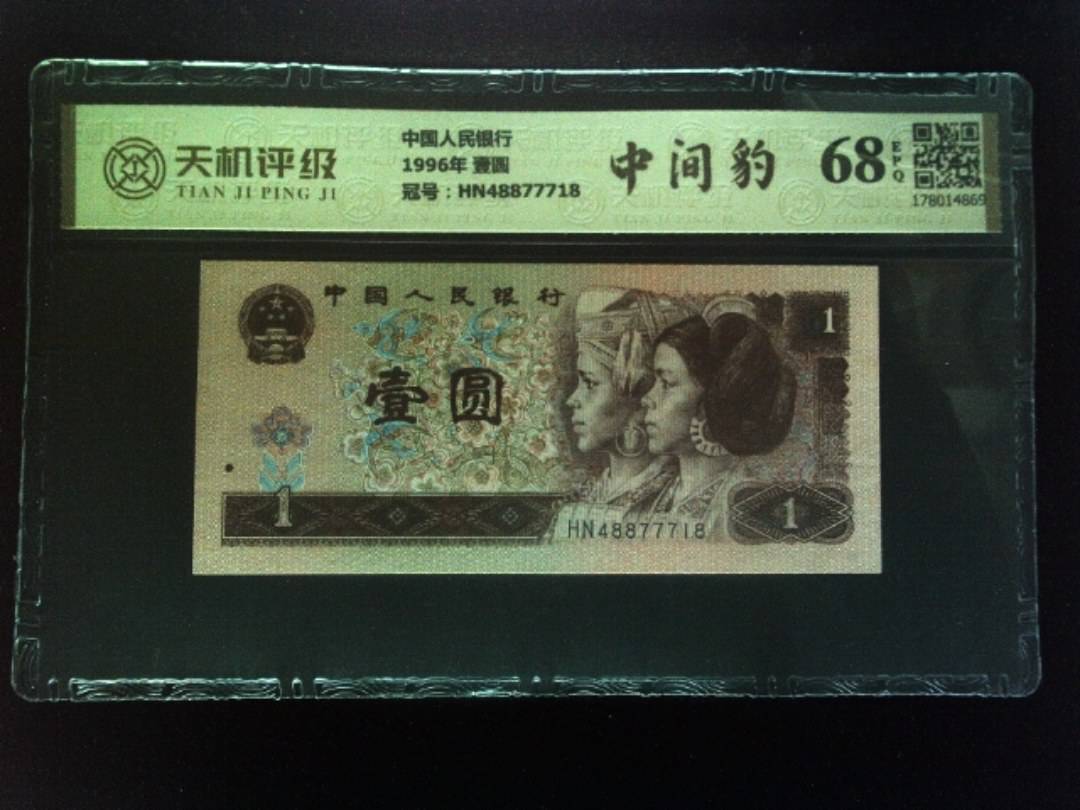 天机评级
TIAN JI PING JI
中国人民银行
1996年 壹圆
冠号：HN48877718
中间豹
68
EPQ
178014869
中国人民银行
壹圆
1
1
1
HN48877718